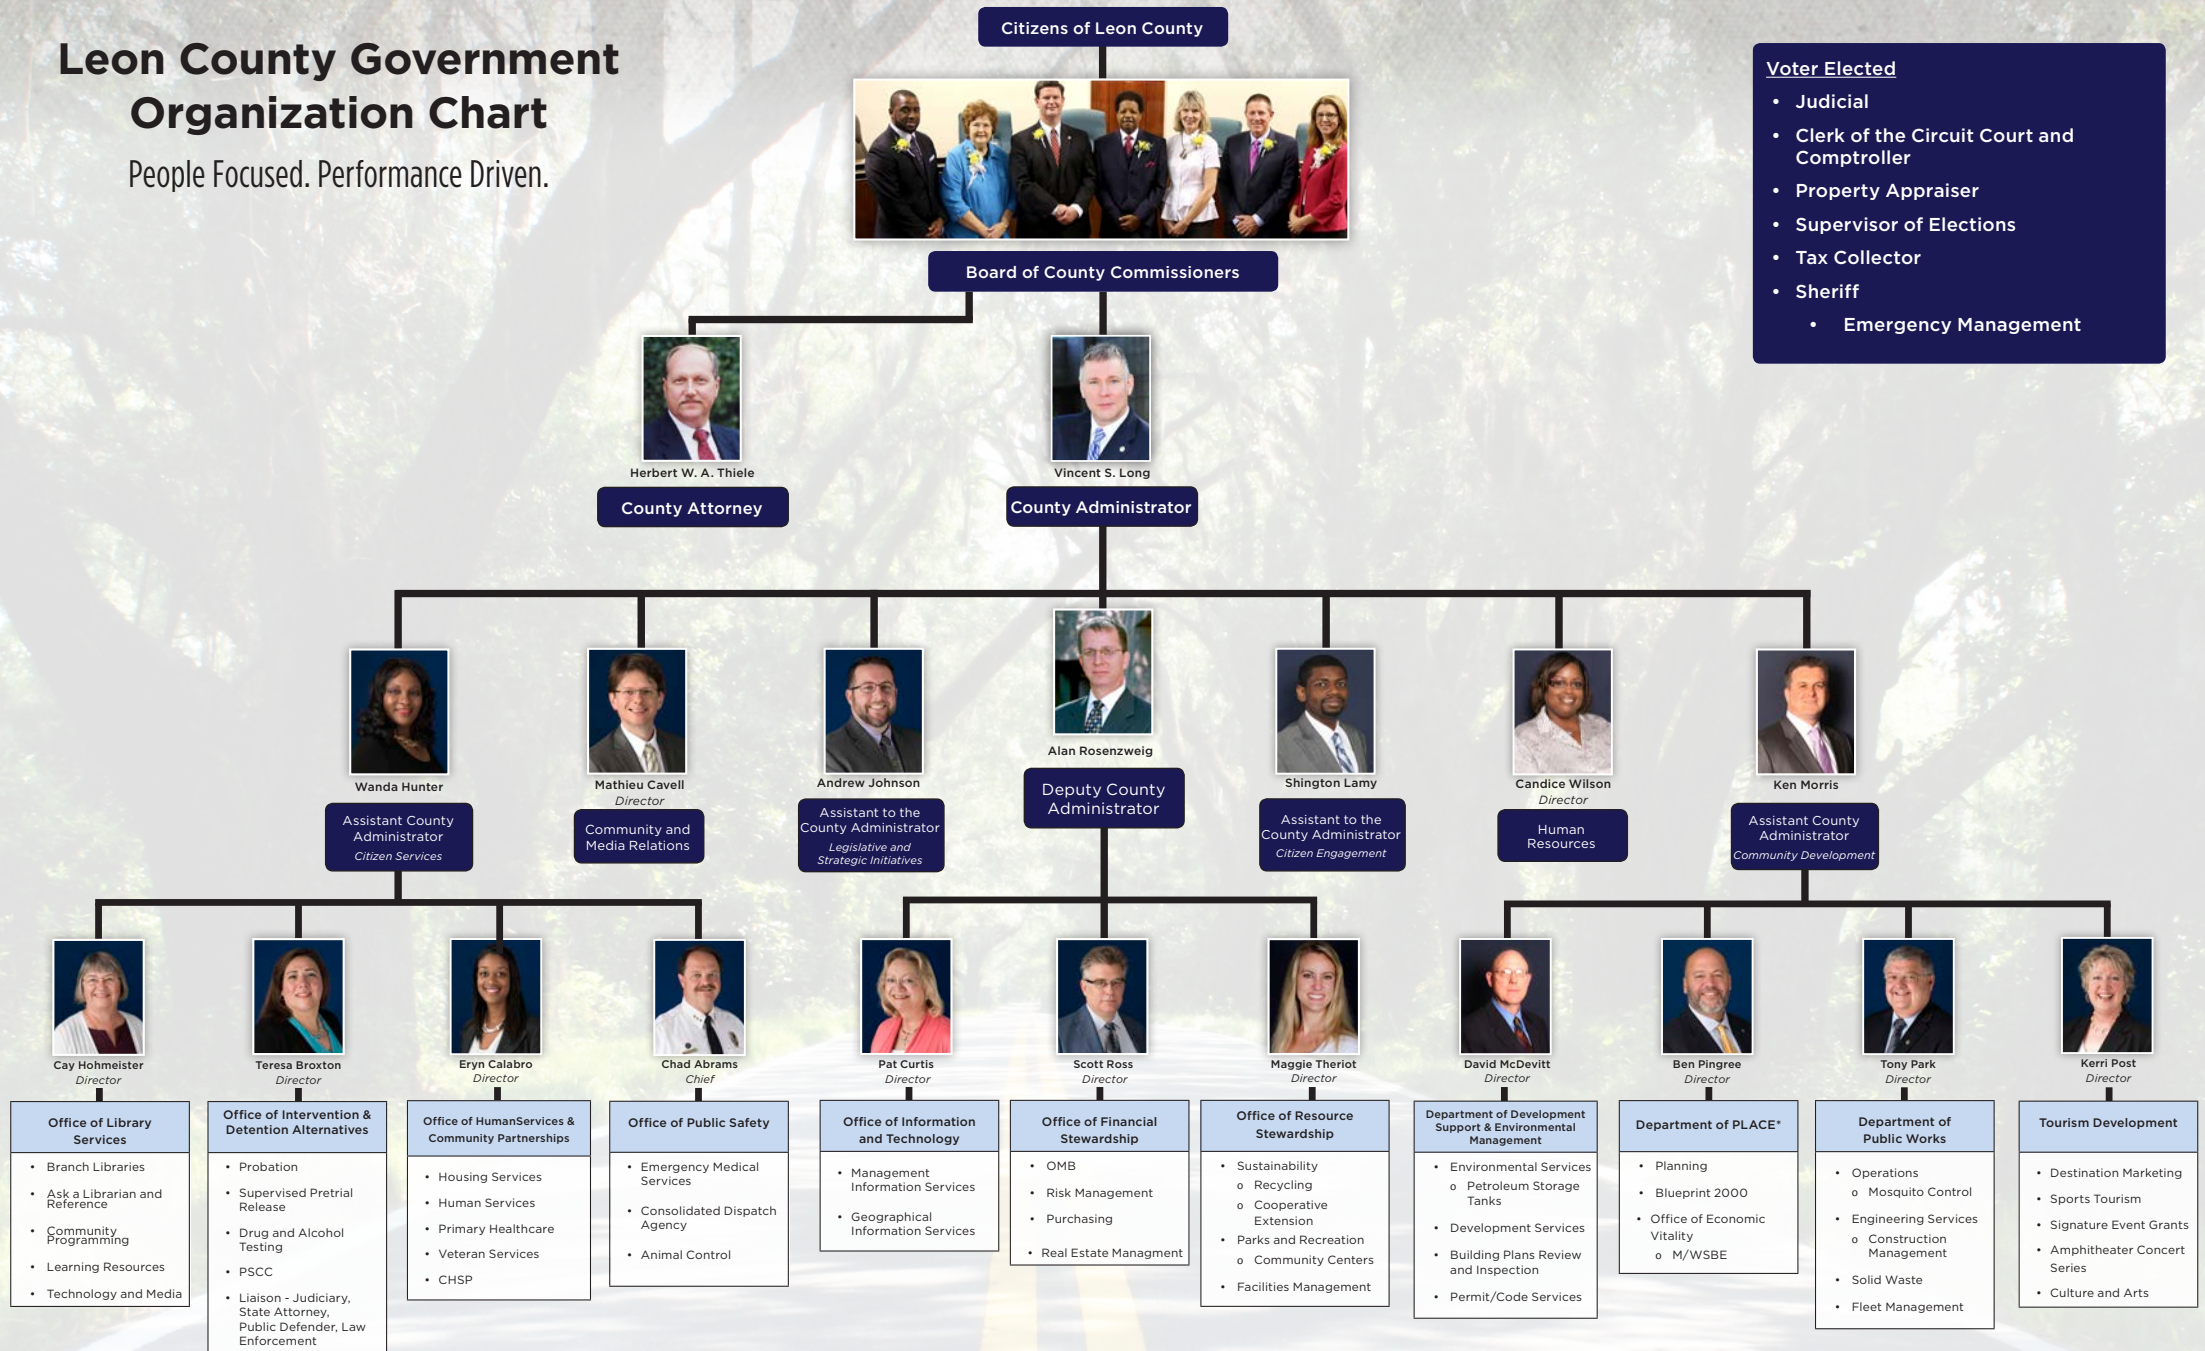 Leon County Government
Organization Chart
People Focused. Performance Driven.
Citizens of Leon County
Voter Elected
• Judicial
• Clerk of the Circuit Court and
Comptroller
• Property Appraiser
• Supervisor of Elections
• Tax Collector
• Sheriff
• Emergency Management
Board of County Commissioners
Herbert W. A. Thiele
County Attorney
Vincent S. Long
County Administrator
Wanda Hunter
Assistant County
Administrator
Citizen Services
Mathieu Cavell
Director
Community and
Media Relations
Andrew Johnson
Assistant to the
County Administrator
Legislative and
Strategic Initiatives
Alan Rosenzweig
Deputy County
Administrator
Shington Lamy
Assistant to the
County Administrator
Citizen Engagement
Candice Wilson
Director
Human
Resources
Ken Morris
Assistant County
Administrator
Community Development
Cay Hohmeister
Director
Office of Library
Services
• Branch Libraries
• Ask a Librarian and
Reference
• Community
Programming
• Learning Resources
• Technology and Media
Teresa Broxton
Director
Office of Intervention &
Detention Alternatives
• Probation
• Supervised Pretrial
Release
• Drug and Alcohol
Testing
• PSCC
• Liaison - Judiciary,
State Attorney,
Public Defender, Law
Enforcement
Eryn Calabro
Director
Office of HumanServices &
Community Partnerships
• Housing Services
• Human Services
• Primary Healthcare
• Veteran Services
• CHSP
Chad Abrams
Chief
Office of Public Safety
• Emergency Medical
Services
• Consolidated Dispatch
Agency
• Animal Control
Pat Curtis
Director
Office of Information
and Technology
• Management
Information Services
• Geographical
Information Services
Scott Ross
Director
Office of Financial
Stewardship
• OMB
• Risk Management
• Purchasing
• Real Estate Managment
Maggie Theriot
Director
Office of Resource
Stewardship
• Sustainability
o Recycling
o Cooperative
Extension
• Parks and Recreation
o Community Centers
• Facilities Management
David McDevitt
Director
Department of Development
Support & Environmental
Management
• Environmental Services
o Petroleum Storage
Tanks
• Development Services
• Building Plans Review
and Inspection
• Permit/Code Services
Ben Pingree
Director
Department of PLACE*
• Planning
• Blueprint 2000
• Office of Economic
Vitality
o M/WSBE
Tony Park
Director
Department of
Public Works
• Operations
o Mosquito Control
• Engineering Services
o Construction
Management
• Solid Waste
• Fleet Management
Kerri Post
Director
Tourism Development
• Destination Marketing
• Sports Tourism
• Signature Event Grants
• Amphitheater Concert
Series
• Culture and Arts